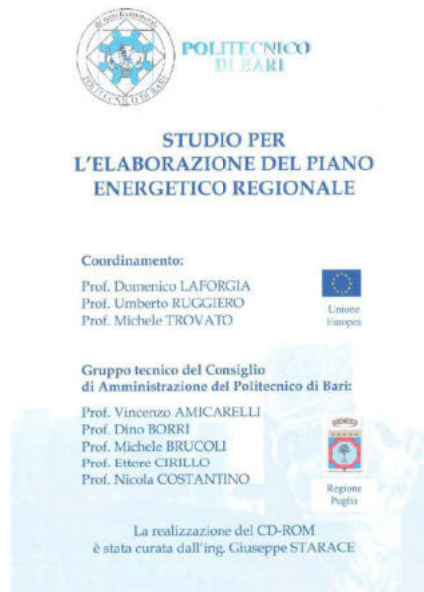 POLITECNICO DI BARI
POLITECNICO
DI BARI
STUDIO PER
L'ELABORAZIONE DEL PIANO
ENERGETICO REGIONALE
Coordinamento:
Prof. Domenico LAFORGIA
Prof. Umberto RUGGIERO
Prof. Michele TROVATO
Unione
Europea
Gruppo tecnico del Consiglio
di Amministrazione del Politecnico di Bari:
Prof. Vincenzo AMICARELLI
Prof. Dino BORRI
Prof. Michele BRUCOLI
Prof. Ettore CIRILLO
Prof. Nicola COSTANTINO
Regione
Puglia
La realizzazione del CD-ROM
è stata curata dall'ing. Giuseppe STARACE